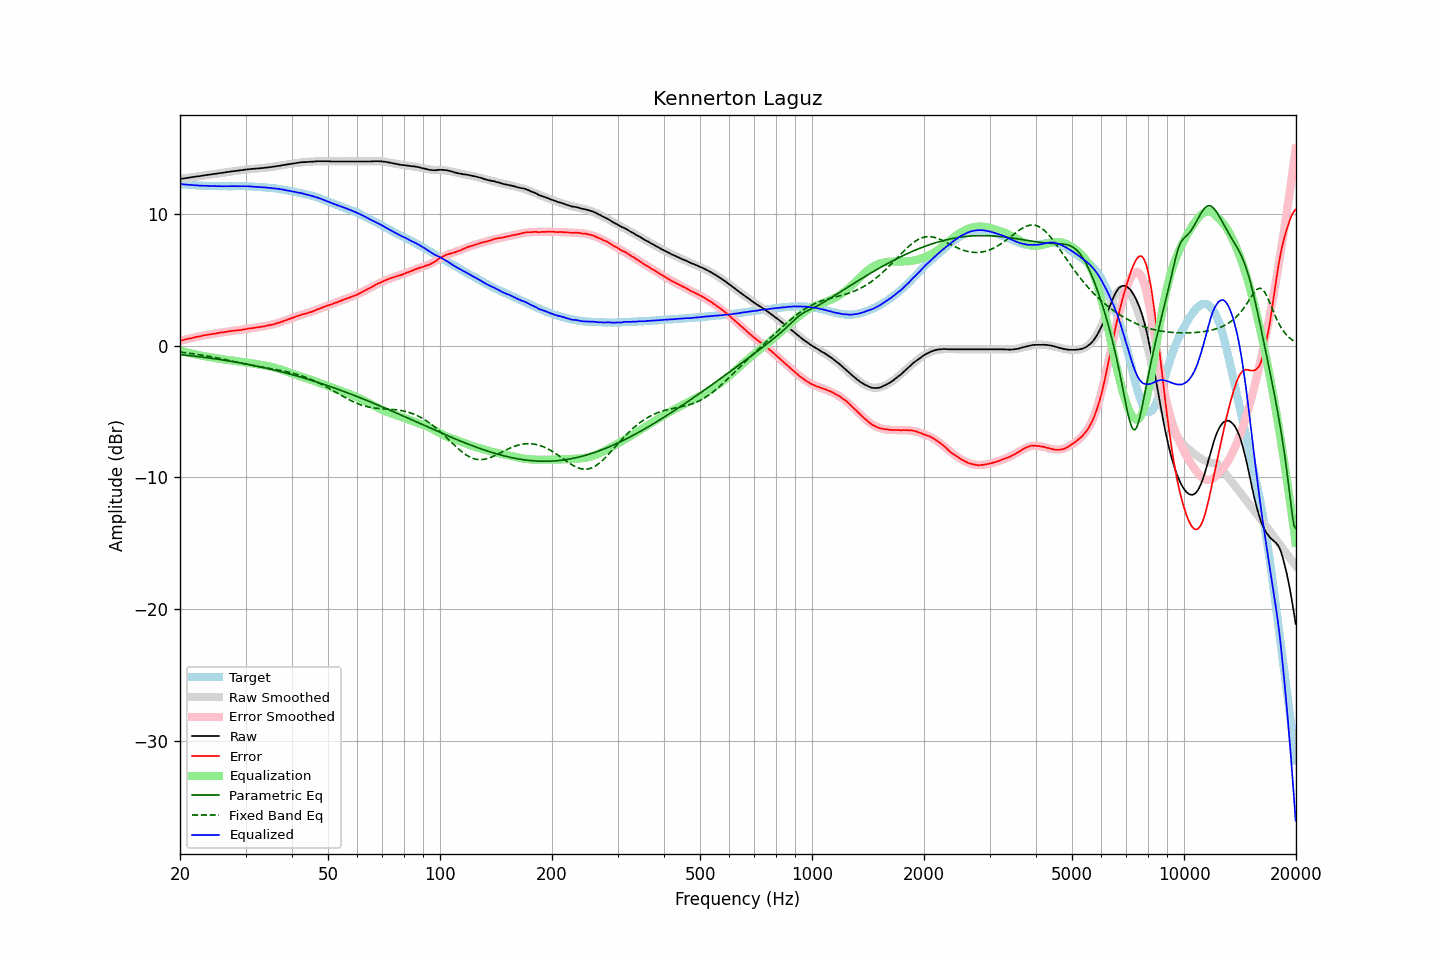 Kennerton Laguz
Amplitude (dBr)
10
0
−10
−20
−30
Target
Raw Smoothed
Error Smoothed
Raw
Error
Equalization
Parametric Eq
Fixed Band Eq
Equalized
20 50 100 200 500 1000 2000 5000 10000 20000
Frequency (Hz)